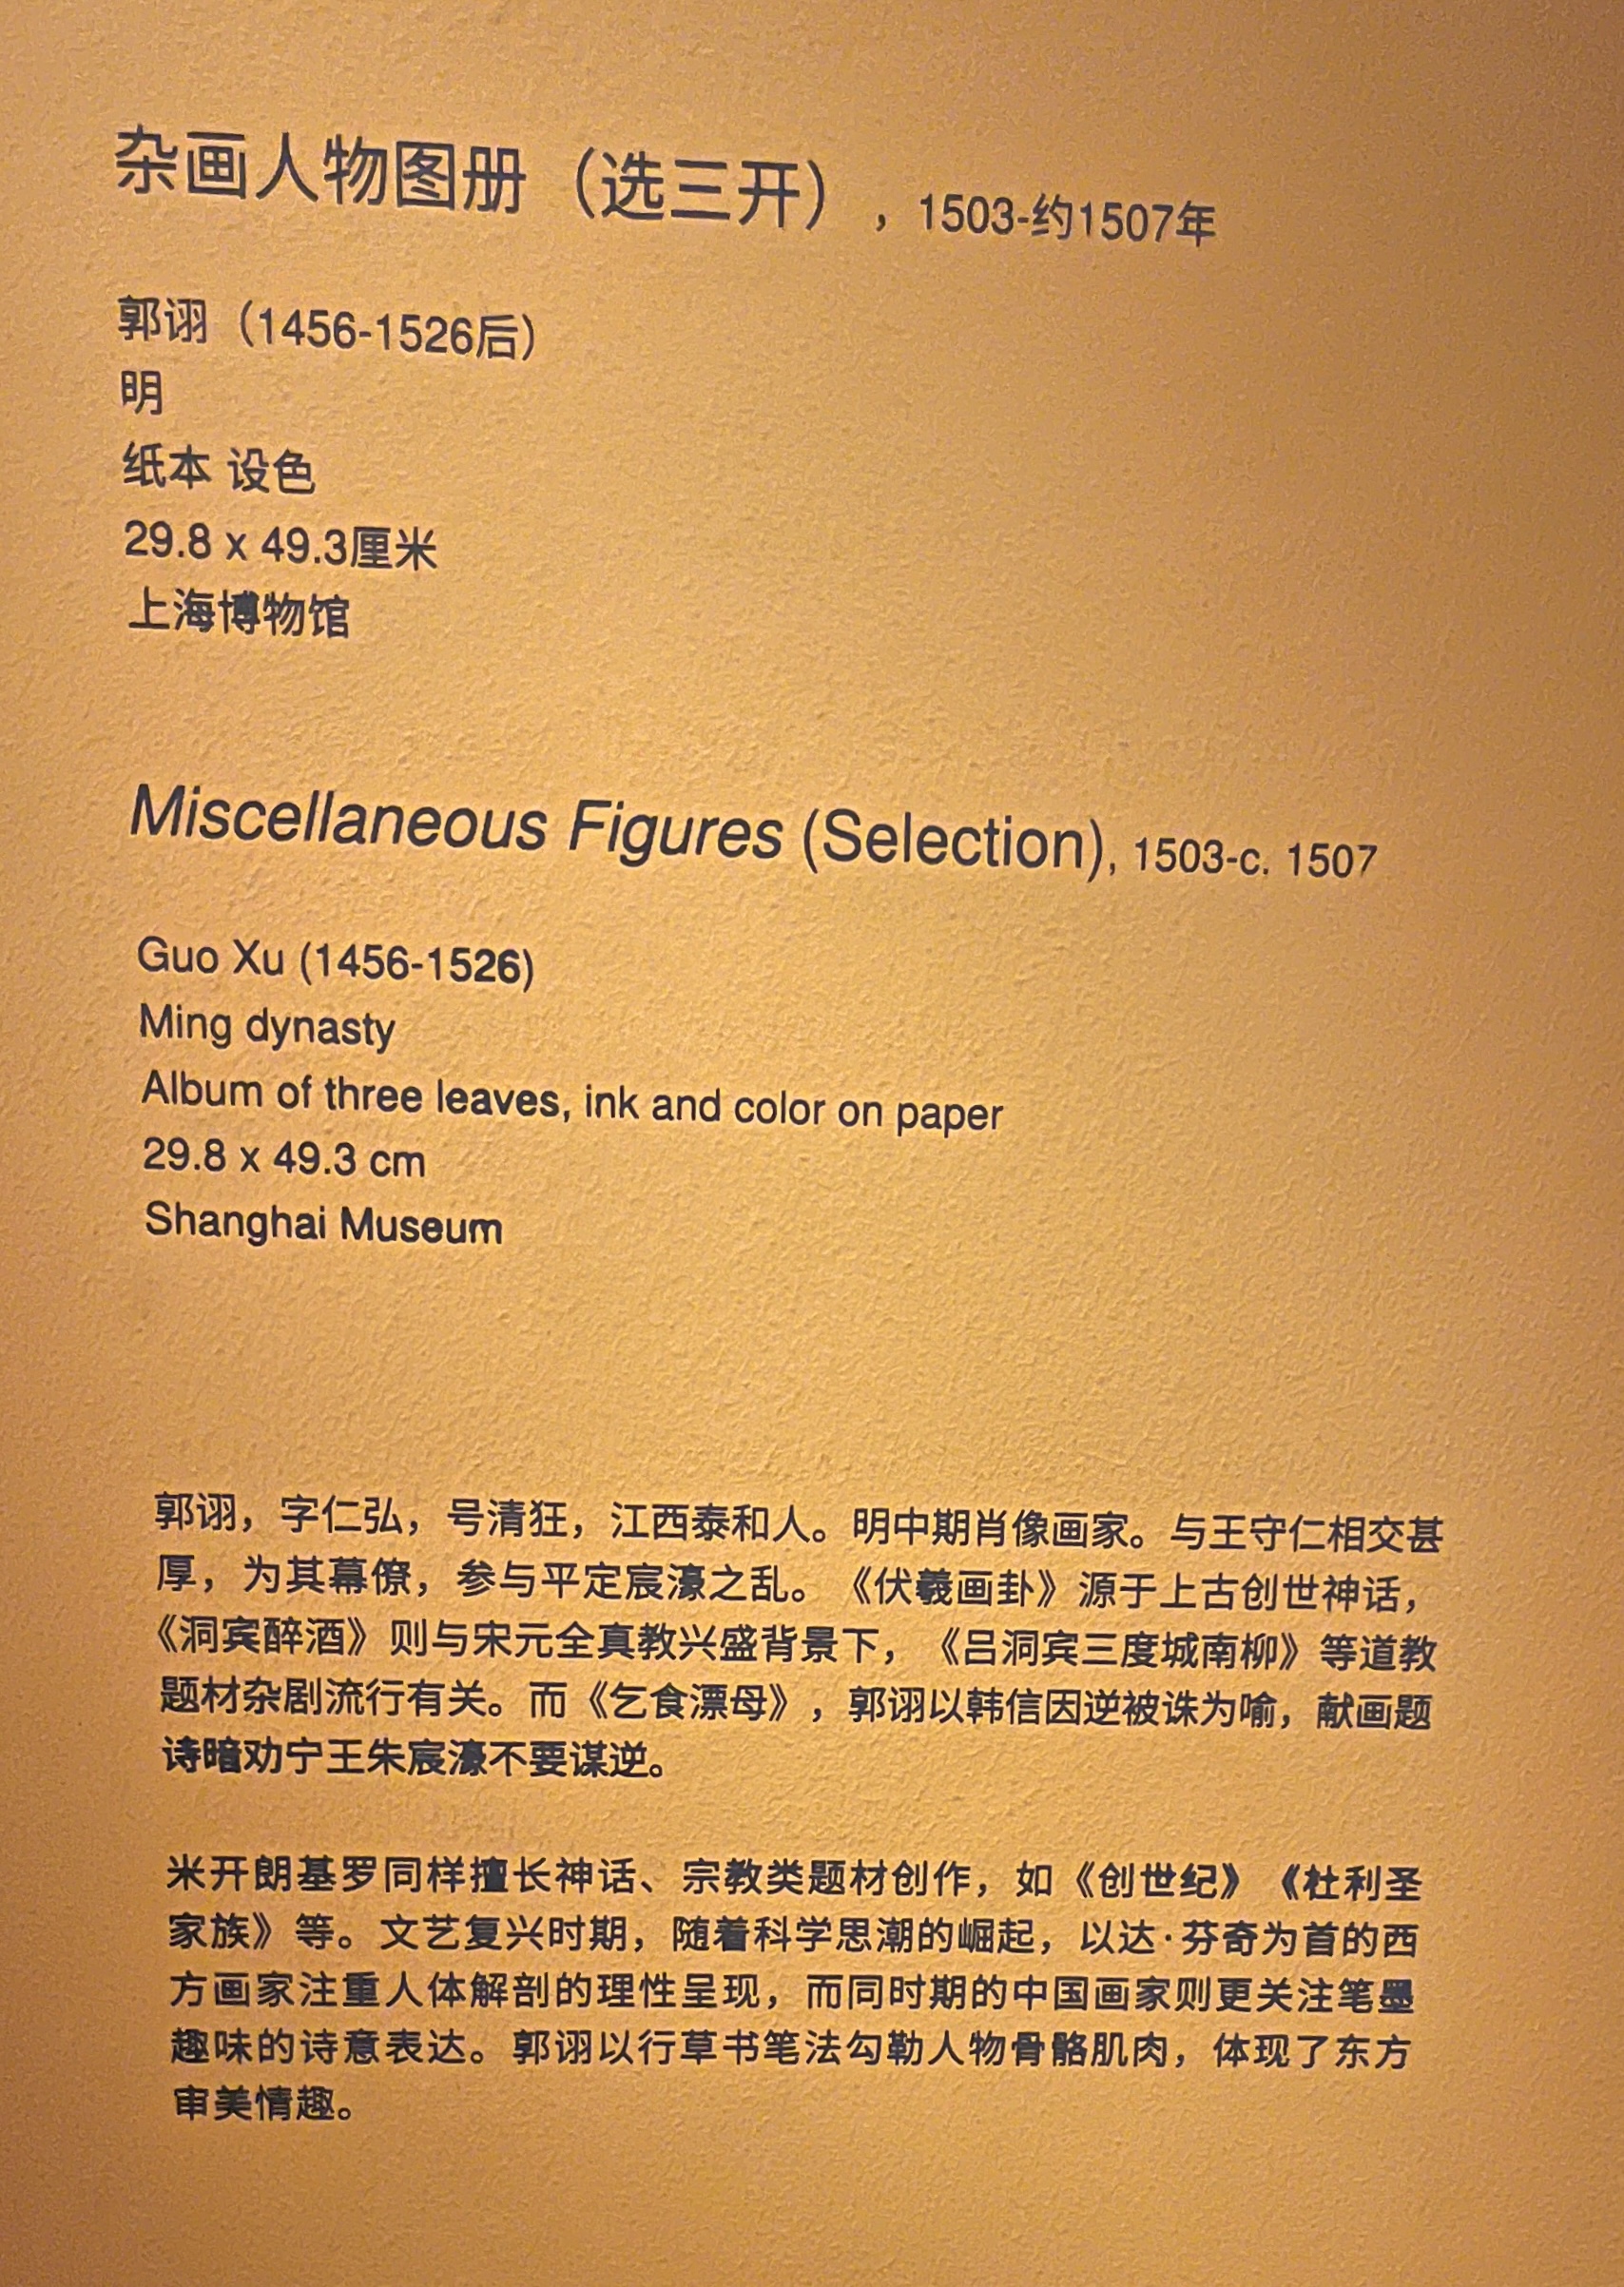 杂画人物图册（选三开），1503-约1507年
郭诩（1456-1526后）
明
纸本 设色
29.8 x 49.3厘米
上海博物馆
Miscellaneous Figures (Selection), 1503-c. 1507
Guo Xu (1456-1526)
Ming dynasty
Album of three leaves, ink and color on paper
29.8 x 49.3 cm
Shanghai Museum
郭诩，字仁弘，号清狂，江西泰和人。明中期肖像画家。与王守仁相交甚
厚，为其幕僚，参与平定宸濠之乱。《伏羲画卦》源于上古创世神话，
《洞宾醉酒》则与宋元全真教兴盛背景下，《吕洞宾三度城南柳》等道教
题材杂剧流行有关。而《乞食漂母》，郭诩以韩信因逆被诛为喻，献画题
诗暗劝宁王朱宸濠不要谋逆。
米开朗基罗同样擅长神话、宗教类题材创作，如《创世纪》《杜利圣
家族》等。文艺复兴时期，随着科学思潮的崛起，以达·芬奇为首的西
方画家注重人体解剖的理性呈现，而同时期的中国画家则更关注笔墨
趣味的诗意表达。郭诩以行草书笔法勾勒人物骨骼肌肉，体现了东方
审美情趣。